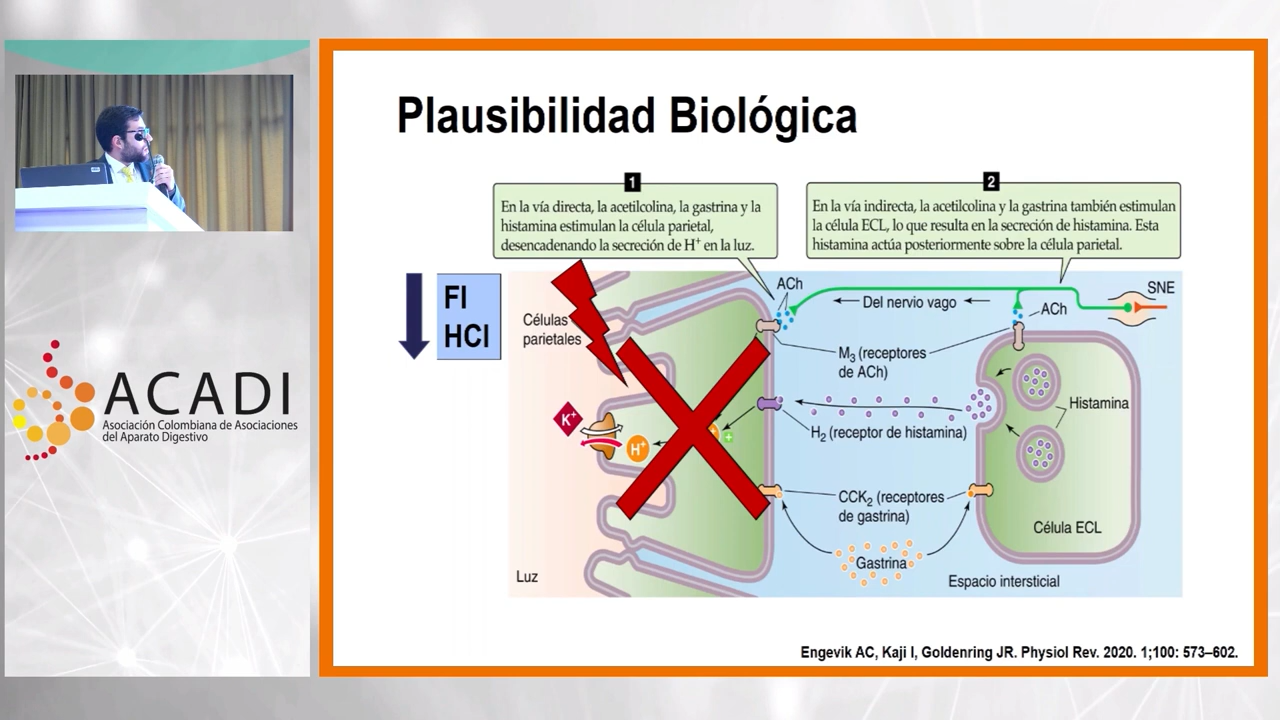 Plausibilidad Biológica
1
En la vía directa, la acetilcolina, la gastrina y la
histamina estimulan la célula parietal,
desencadenando la secreción de H⁺ en la luz.
2
En la vía indirecta, la acetilcolina y la gastrina también estimulan
la célula ECL, lo que resulta en la secreción de histamina. Esta
histamina actúa posteriormente sobre la célula parietal.
FI
HCl
Células
parietales
ACh
Del nervio vago
ACh
SNE
M₃ (receptores
de ACh)
Histamina
K⁺
H⁺
+
H₂ (receptor de histamina)
CCK₂ (receptores
de gastrina)
Célula ECL
Gastrina
Luz
Espacio intersticial
Engevik AC, Kaji I, Goldenring JR. Physiol Rev. 2020. 1;100: 573–602.
ACADI
Asociación Colombiana de Asociaciones
del Aparato Digestivo